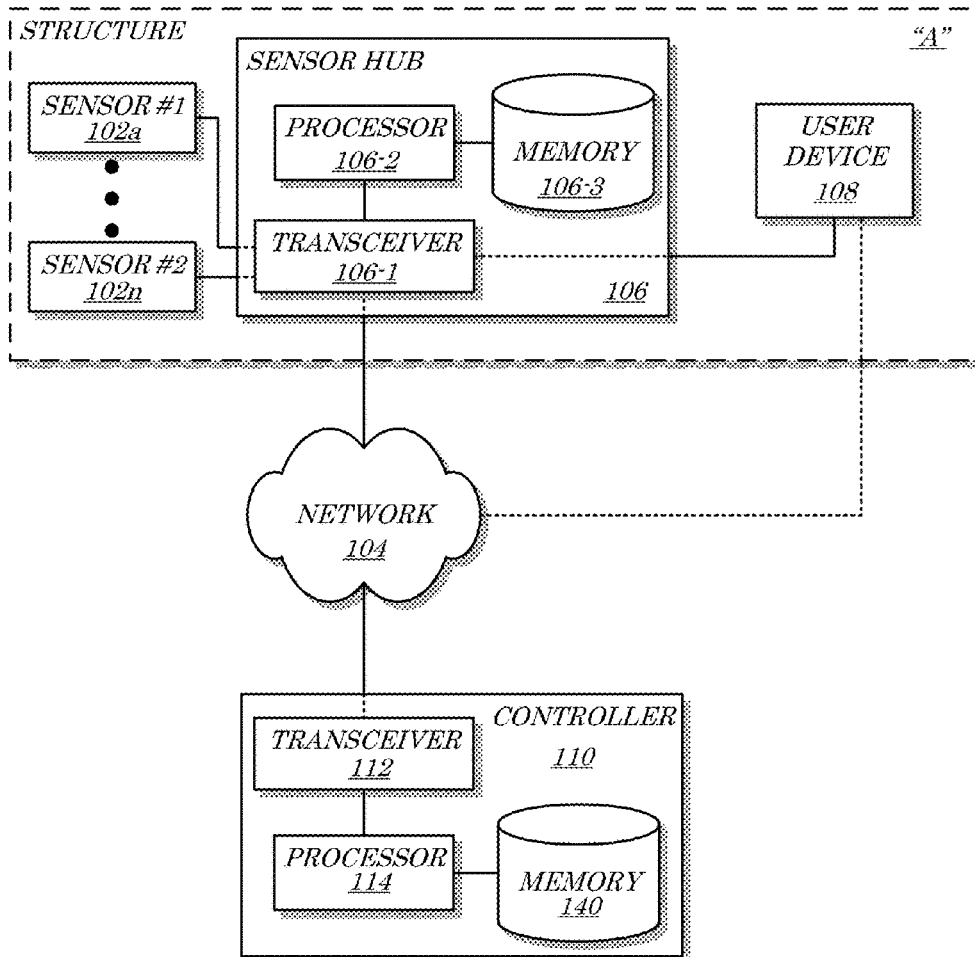 STRUCTURE
"A"
SENSOR HUB
SENSOR #1
102a
PROCESSOR
106-2
MEMORY
106-3
USER
DEVICE
108
SENSOR #2
102n
TRANSCEIVER
106-1
106
NETWORK
104
CONTROLLER
110
TRANSCEIVER
112
PROCESSOR
114
MEMORY
140